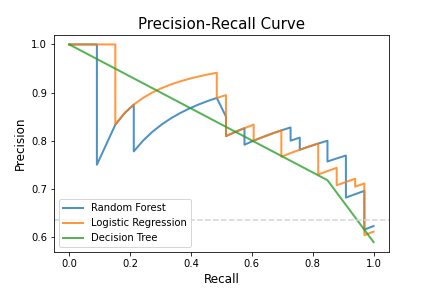 Precision-Recall Curve
1.0
0.9
0.8
0.7
0.6
Precision
Random Forest
Logistic Regression
Decision Tree
0.0 0.2 0.4 0.6 0.8 1.0
Recall